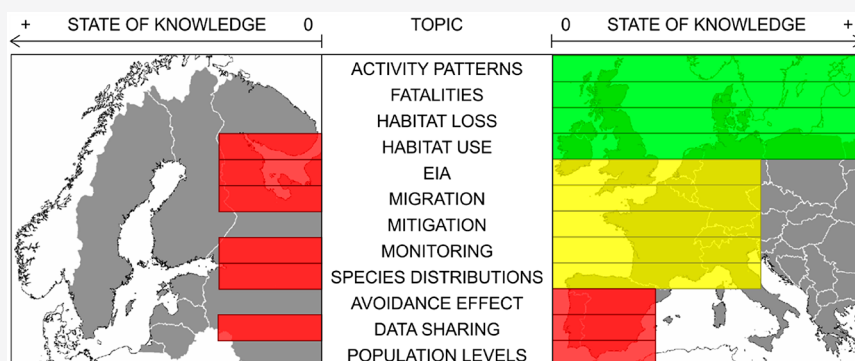 + STATE OF KNOWLEDGE 0 TOPIC 0 STATE OF KNOWLEDGE +
ACTIVITY PATTERNS
FATALITIES
HABITAT LOSS
HABITAT USE
EIA
MIGRATION
MITIGATION
MONITORING
SPECIES DISTRIBUTIONS
AVOIDANCE EFFECT
DATA SHARING
POPULATION LEVELS